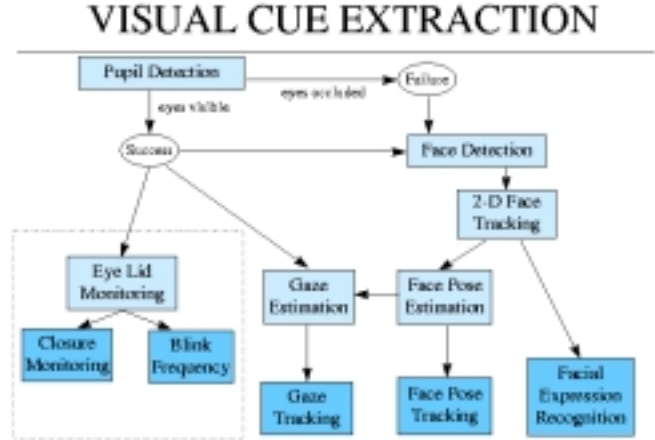 VISUAL CUE EXTRACTION
Pupil Detection
eyes occluded
Failure
eyes visible
Success
Face Detection
2-D Face
Tracking
Eye Lid
Monitoring
Gaze
Estimation
Face Pose
Estimation
Closure
Monitoring
Blink
Frequency
Gaze
Tracking
Face Pose
Tracking
Facial
Expression
Recognition